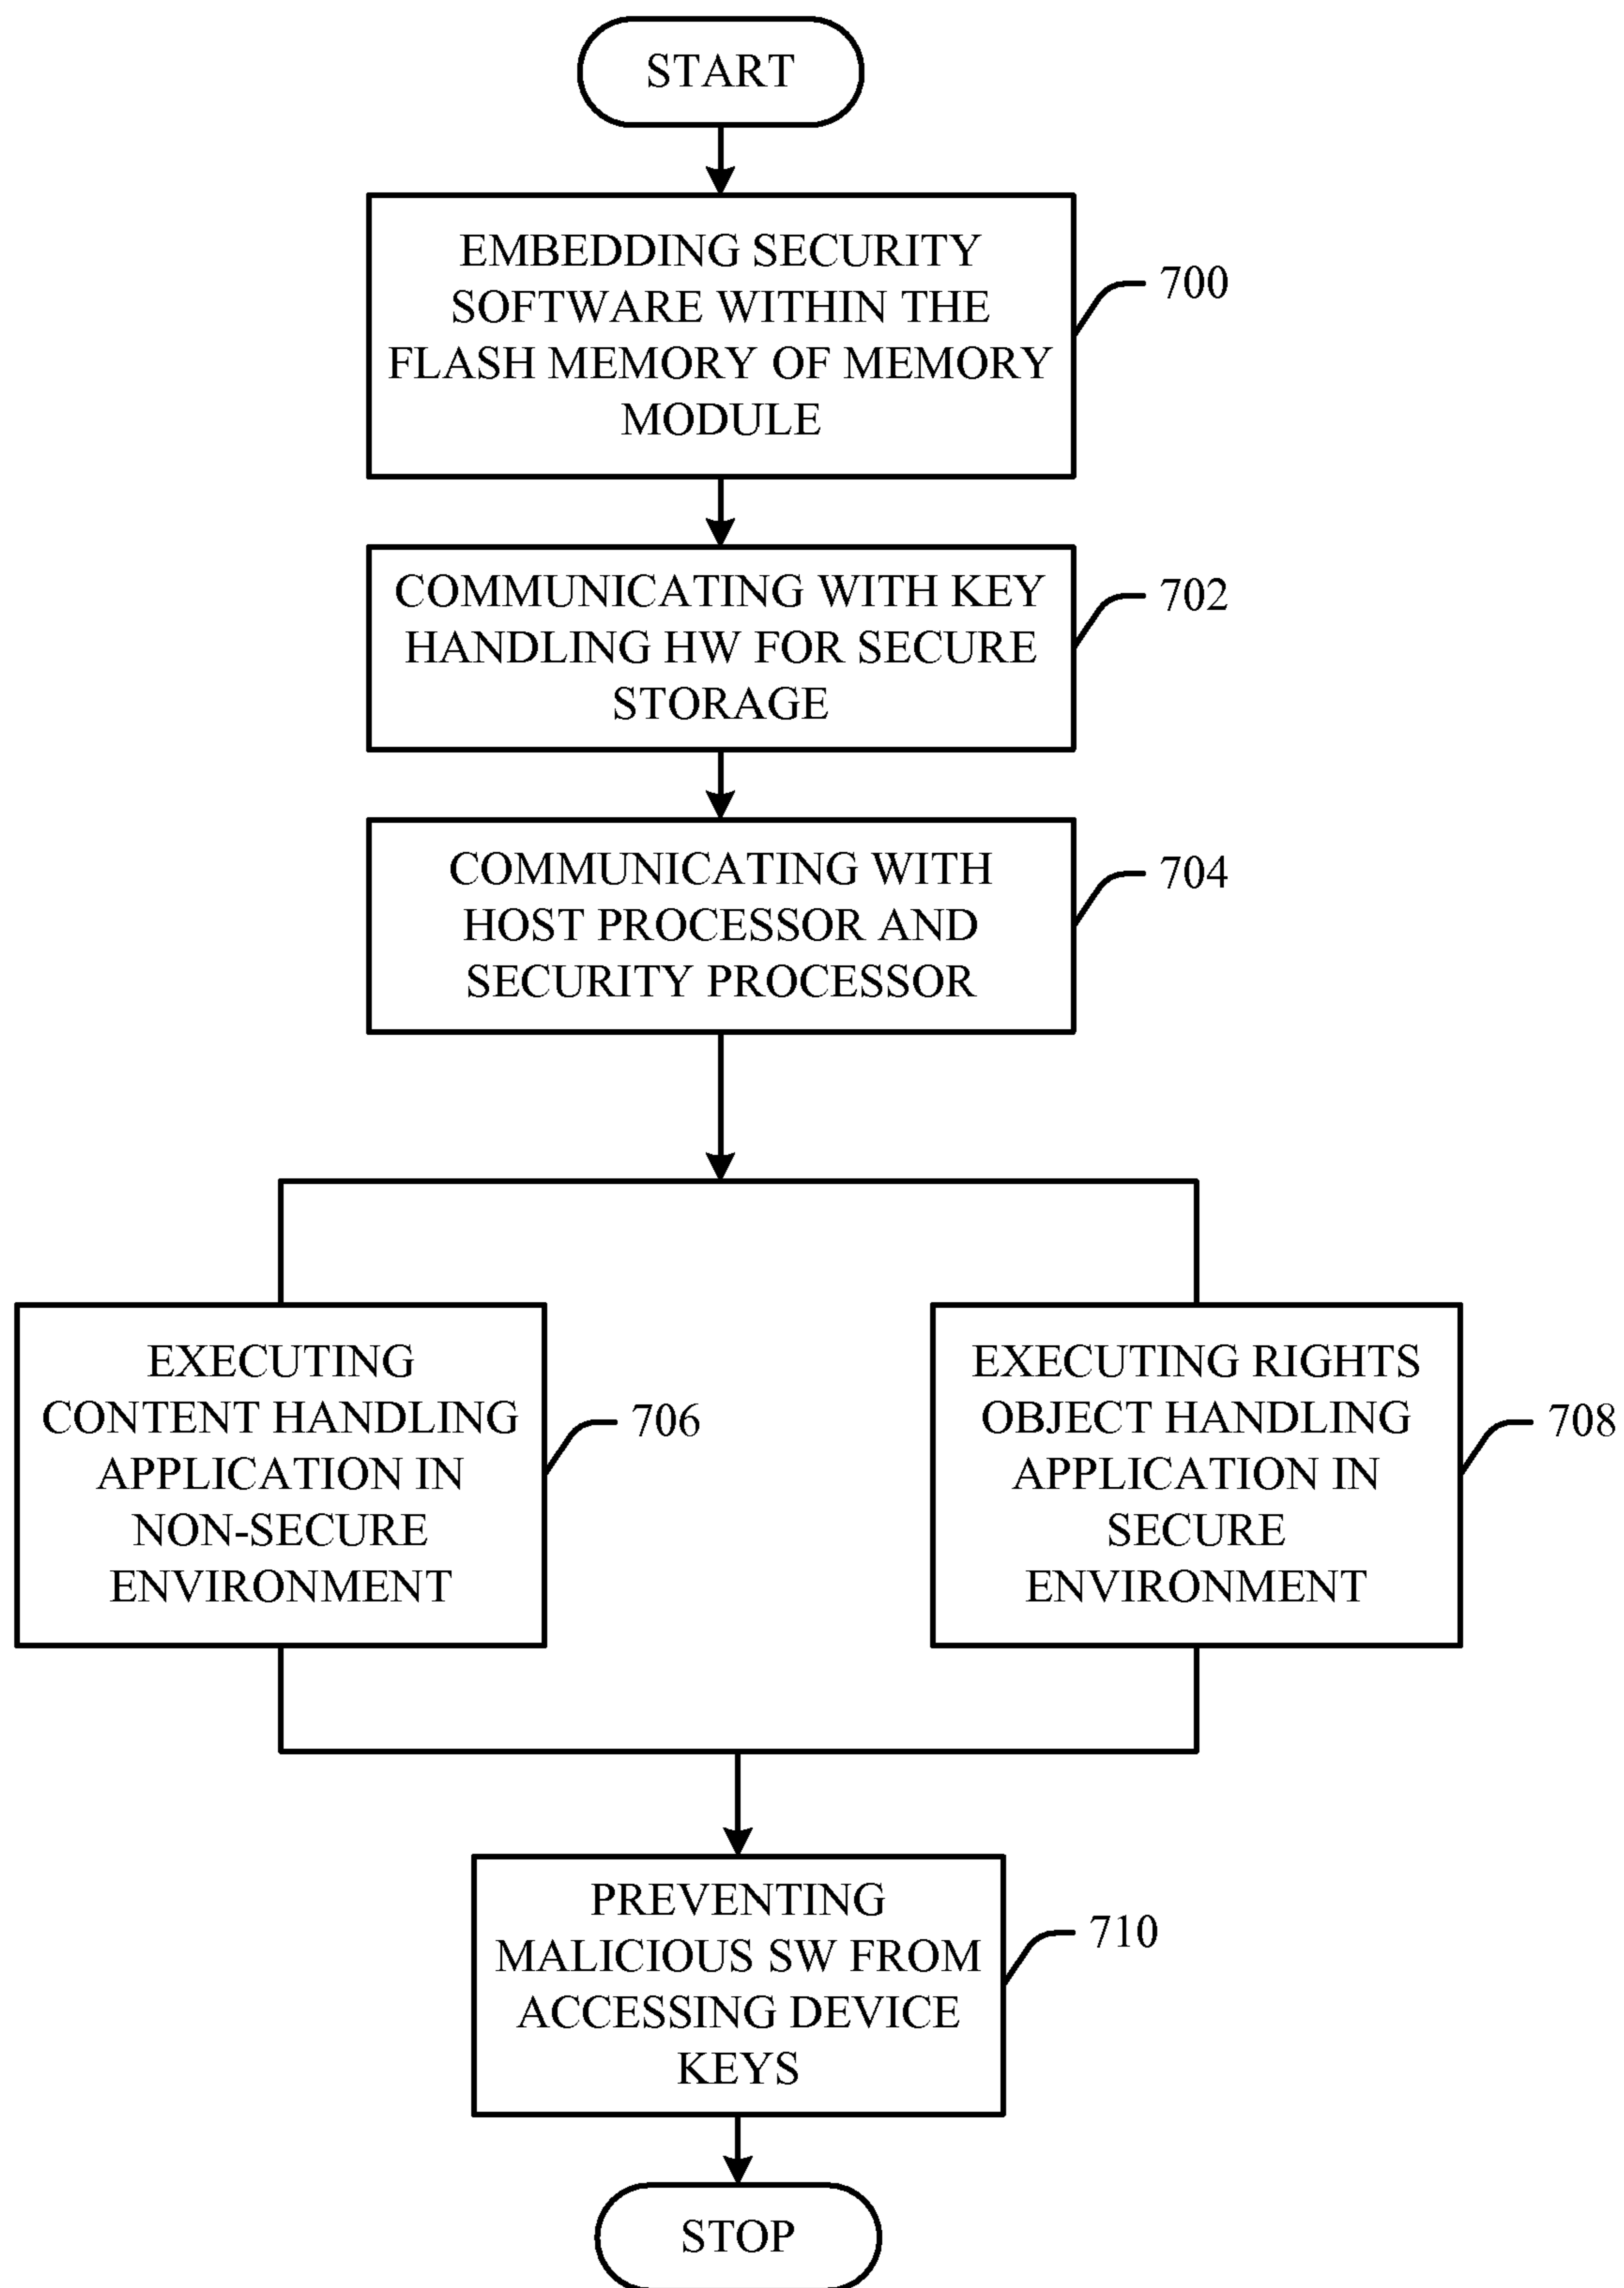 START
EMBEDDING SECURITY
SOFTWARE WITHIN THE
FLASH MEMORY OF MEMORY
MODULE
700
COMMUNICATING WITH KEY
HANDLING HW FOR SECURE
STORAGE
702
COMMUNICATING WITH
HOST PROCESSOR AND
SECURITY PROCESSOR
704
EXECUTING
CONTENT HANDLING
APPLICATION IN
NON-SECURE
ENVIRONMENT
706
EXECUTING RIGHTS
OBJECT HANDLING
APPLICATION IN
SECURE
ENVIRONMENT
708
PREVENTING
MALICIOUS SW FROM
ACCESSING DEVICE
KEYS
710
STOP